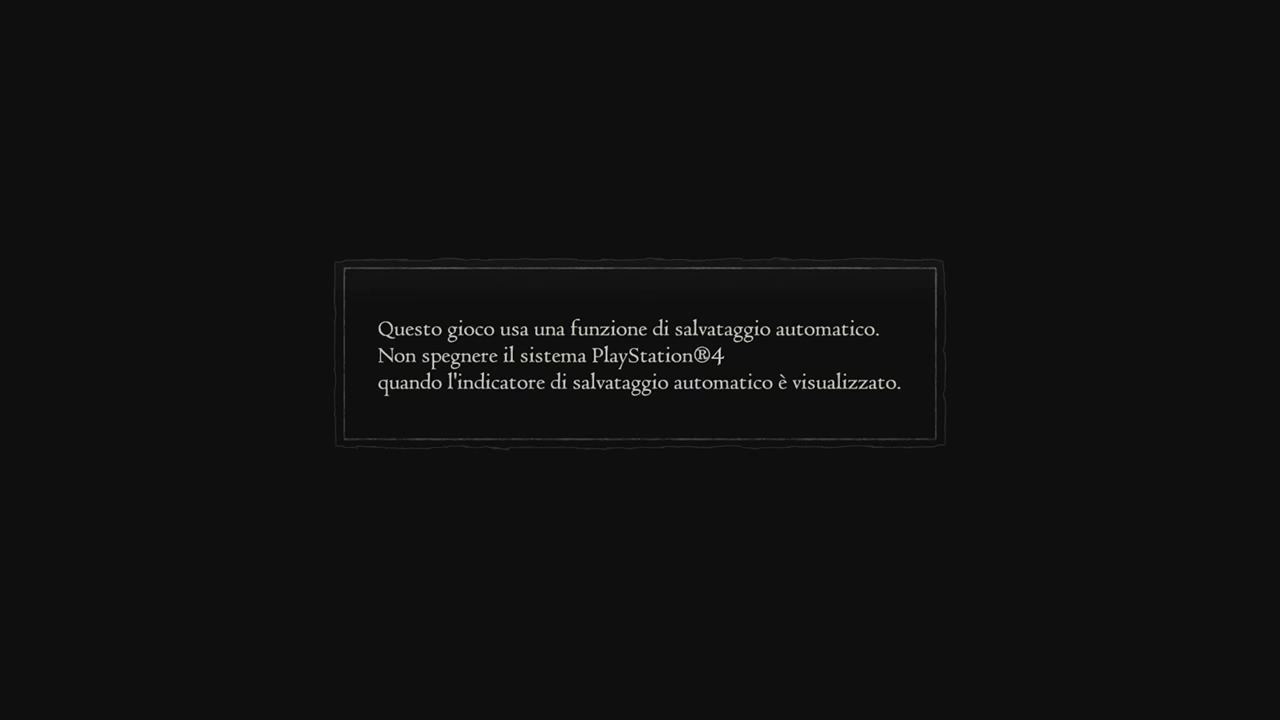 Questo gioco usa una funzione di salvataggio automatico.
Non spegnere il sistema PlayStation®4
quando l'indicatore di salvataggio automatico è visualizzato.